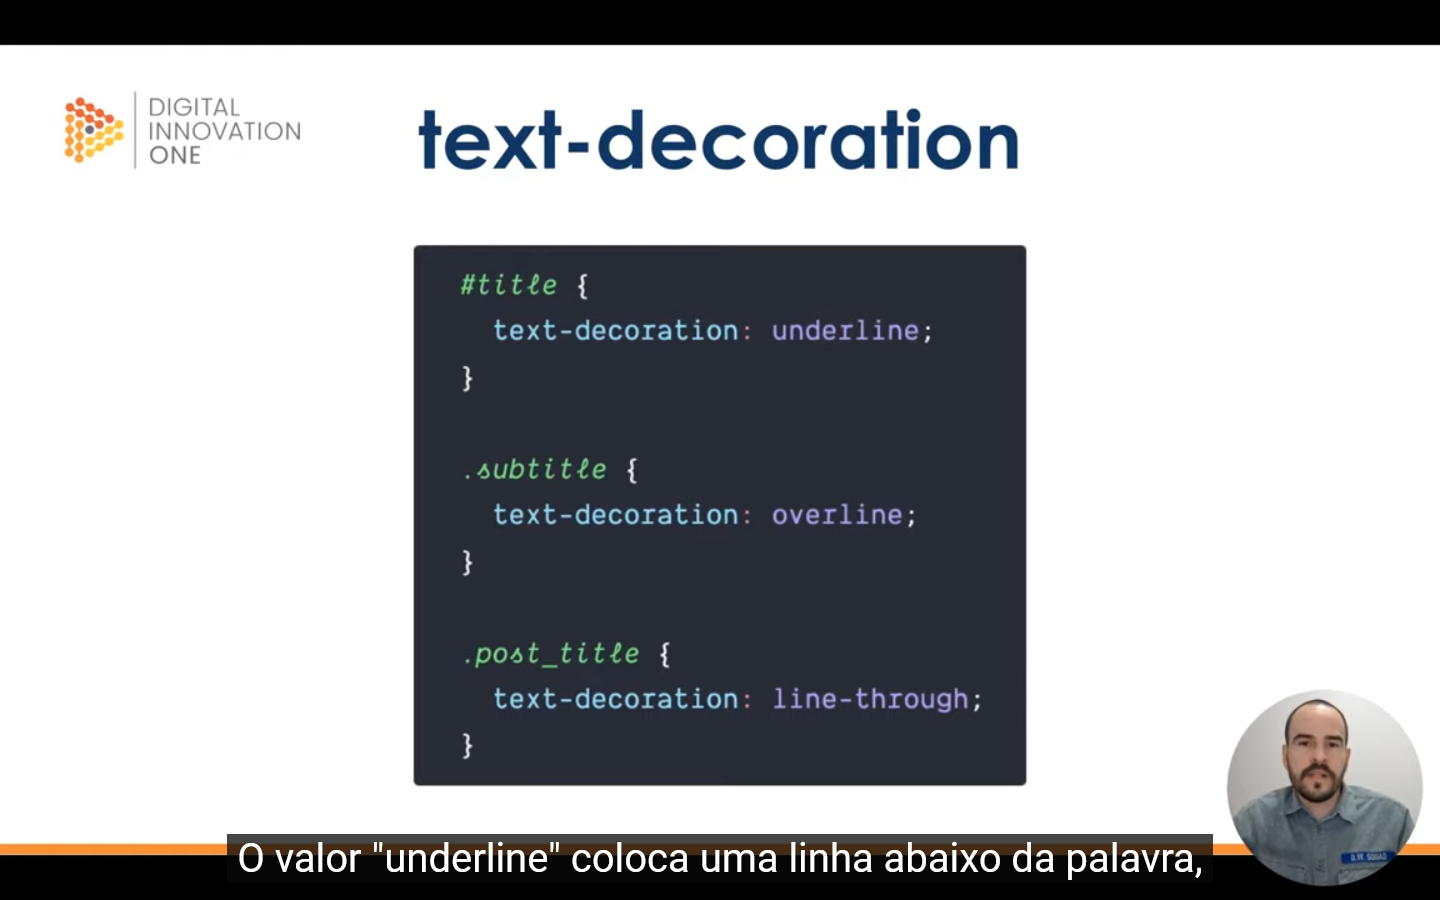 DIGITAL
INNOVATION
ONE
text-decoration
#title {
text-decoration: underline;
}
.subtitle {
text-decoration: overline;
}
.post_title {
text-decoration: line-through;
}
O valor "underline" coloca uma linha abaixo da palavra,